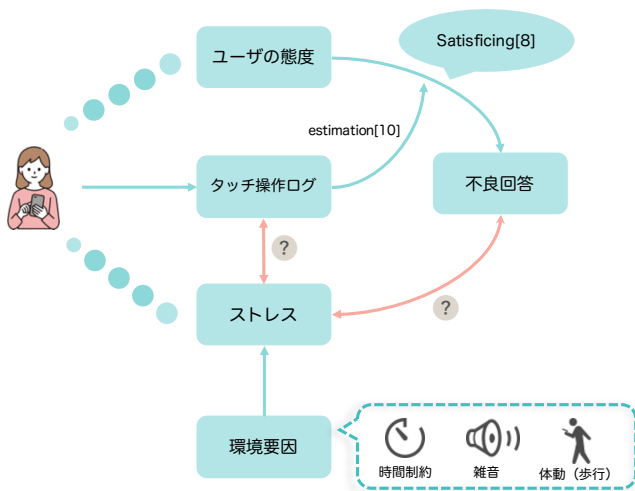 Satisficing[8]
ユーザの態度
estimation[10]
タッチ操作ログ
不良回答
?
?
ストレス
環境要因
時間制約
雑音
体動（歩行）